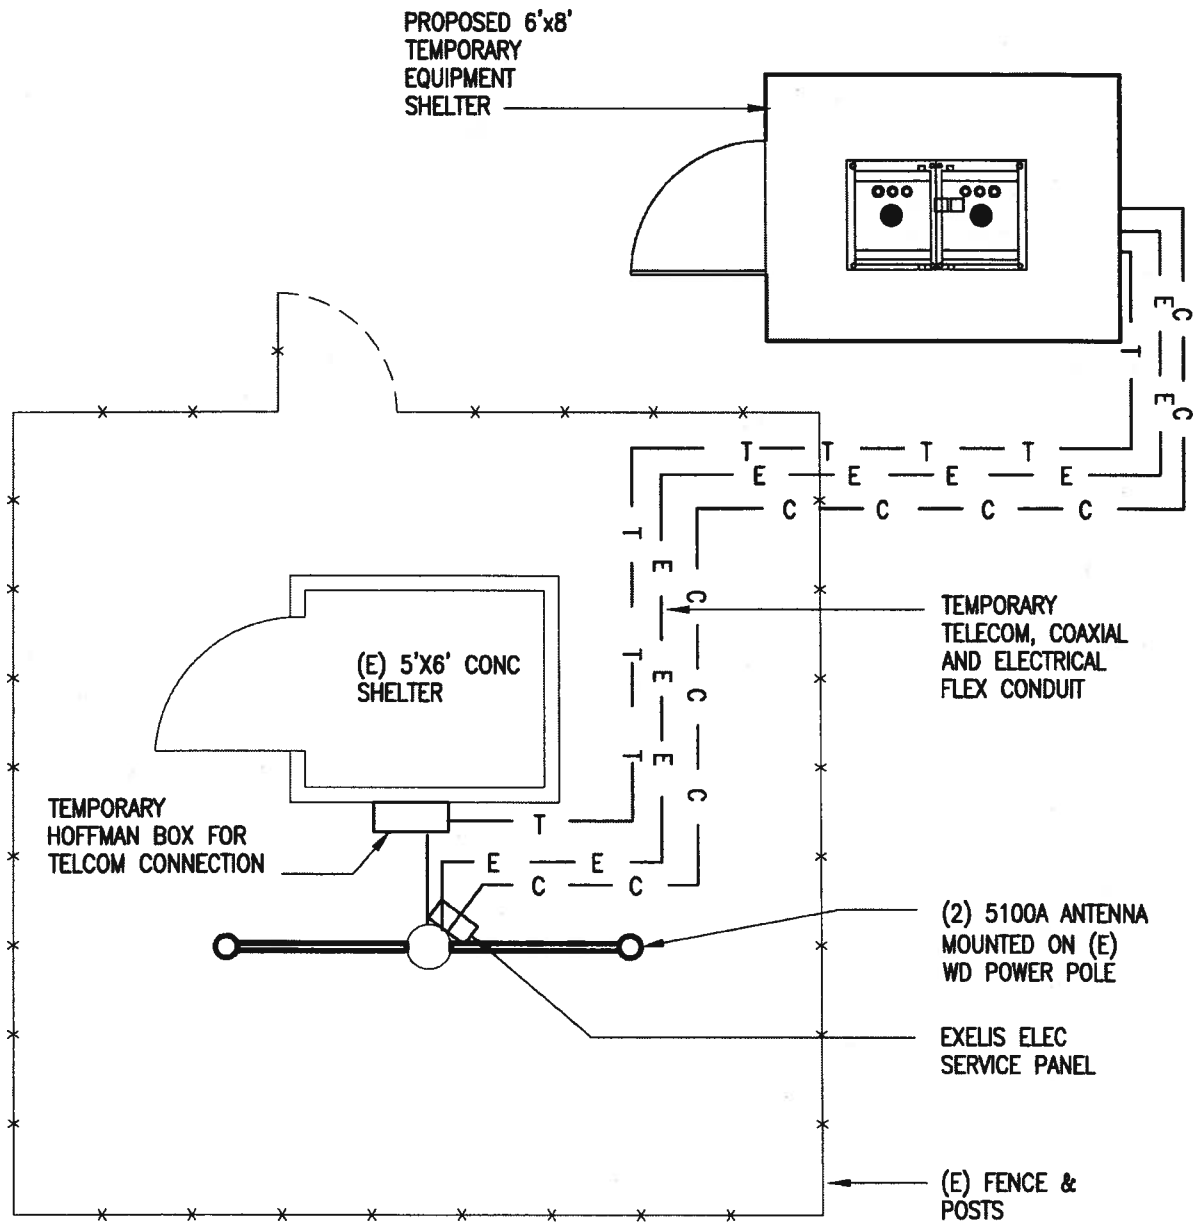 PROPOSED 6'x8'
TEMPORARY
EQUIPMENT
SHELTER
E C
T
E C
T T T T
E E E E
C C C C
T
E
C
TEMPORARY
TELECOM, COAXIAL
AND ELECTRICAL
FLEX CONDUIT
(E) 5'X6' CONC
SHELTER
T E C
T E C
TEMPORARY
HOFFMAN BOX FOR
TELCOM CONNECTION
T
E E
C C
(2) 5100A ANTENNA
MOUNTED ON (E)
WD POWER POLE
EXELIS ELEC
SERVICE PANEL
(E) FENCE &
POSTS